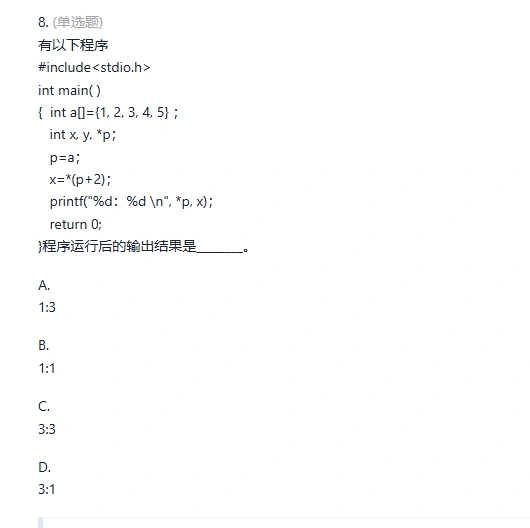 8. (单选题)
有以下程序
#include<stdio.h>
int main( )
{  int a[]={1, 2, 3, 4, 5} ；
int x, y, *p；
p=a；
x=*(p+2)；
printf("%d：%d \n", *p, x)；
return 0;
}程序运行后的输出结果是________。
A.
1:3
B.
1:1
C.
3:3
D.
3:1